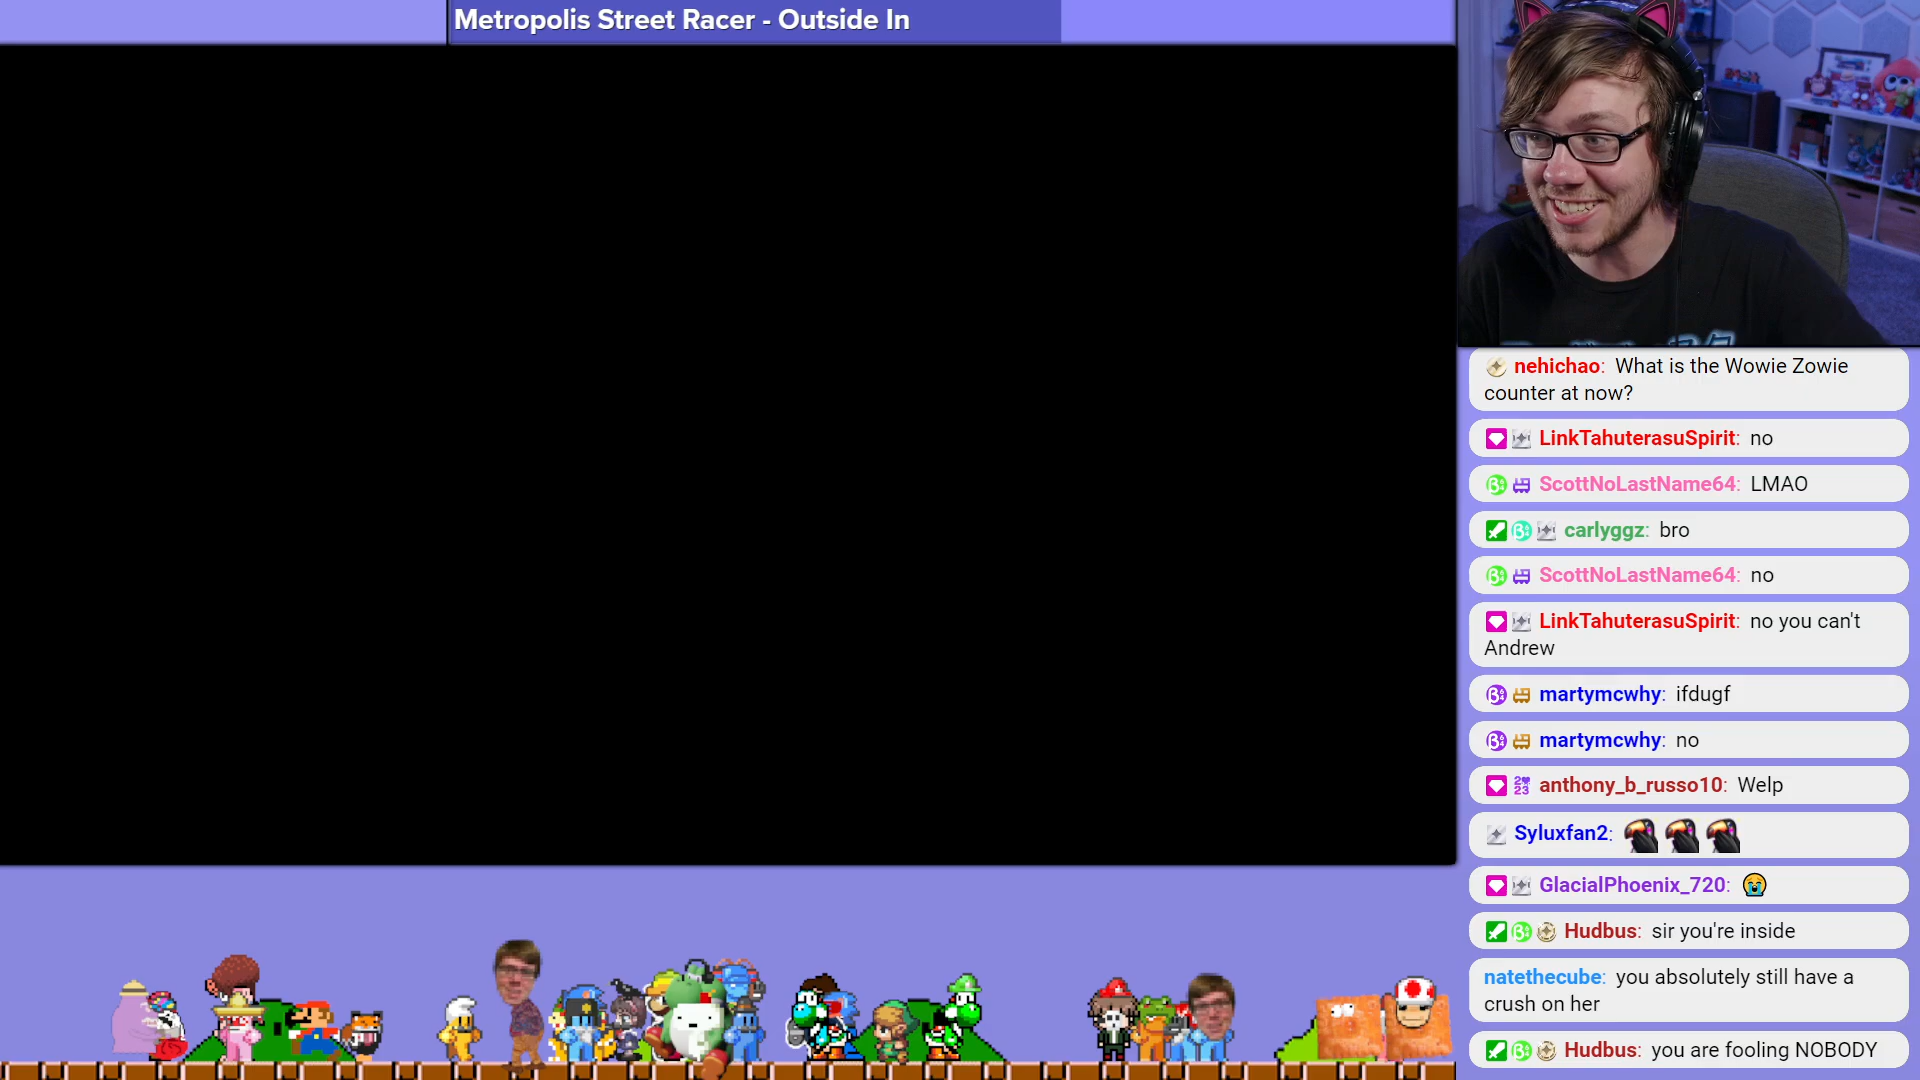 Metropolis Street Racer - Outside In
nehichao: What is the Wowie Zowie
counter at now?
LinkTahuterasuSpirit: no
ScottNoLastName64: LMAO
carlyggz: bro
ScottNoLastName64: no
LinkTahuterasuSpirit: no you can't
Andrew
martymcwhy: ifdugf
martymcwhy: no
anthony_b_russo10: Welp
Syluxfan2:
GlacialPhoenix_720:
Hudbus: sir you're inside
natethecube: you absolutely still have a
crush on her
Hudbus: you are fooling NOBODY